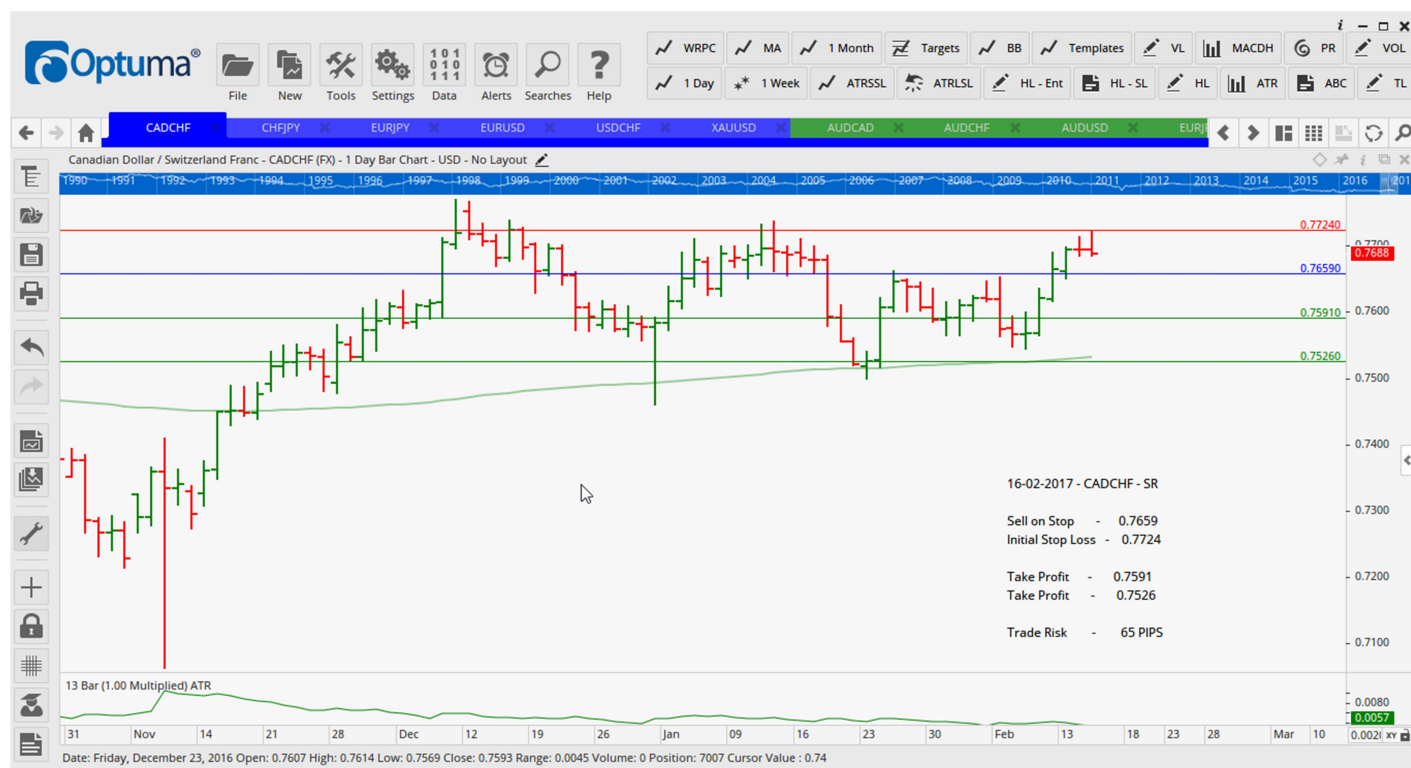 i
Optuma®
File New Tools Settings Data Alerts Searches Help
101
010
111
WRPC MA 1 Month Targets BB Templates VL MACDH PR VOL
1 Day 1 Week ATRSSL ATRLSL HL - Ent HL - SL HL ATR ABC TL
CADCHF CHFJPY EURJPY EURUSD USDCHF XAUUSD AUDCAD AUDCHF AUDUSD
Canadian Dollar / Switzerland Franc - CADCHF (FX) - 1 Day Bar Chart - USD - No Layout
1990 1991 1992 1993 1994 1995 1996 1997 1998 1999 2000 2001 2002 2003 2004 2005 2006 2007 2008 2009 2010 2011 2012 2013 2014 2015 2016 201
0.77240
0.7700
0.7688
0.76590
0.75910
0.7600
0.75260
0.7500
0.7400
16-02-2017 - CADCHF - SR
0.7300
Sell on Stop - 0.7659
Initial Stop Loss - 0.7724
Take Profit - 0.7591
0.7200
Take Profit - 0.7526
Trade Risk - 65 PIPS
0.7100
13 Bar (1.00 Multiplied) ATR
0.0080
0.0057
31 Nov 14 21 28 Dec 12 19 26 Jan 09 16 23 30 Feb 13 18 23 28 Mar 10 XY
Date: Friday, December 23, 2016 Open: 0.7607 High: 0.7614 Low: 0.7569 Close: 0.7593 Range: 0.0045 Volume: 0 Position: 7007 Cursor Value : 0.74